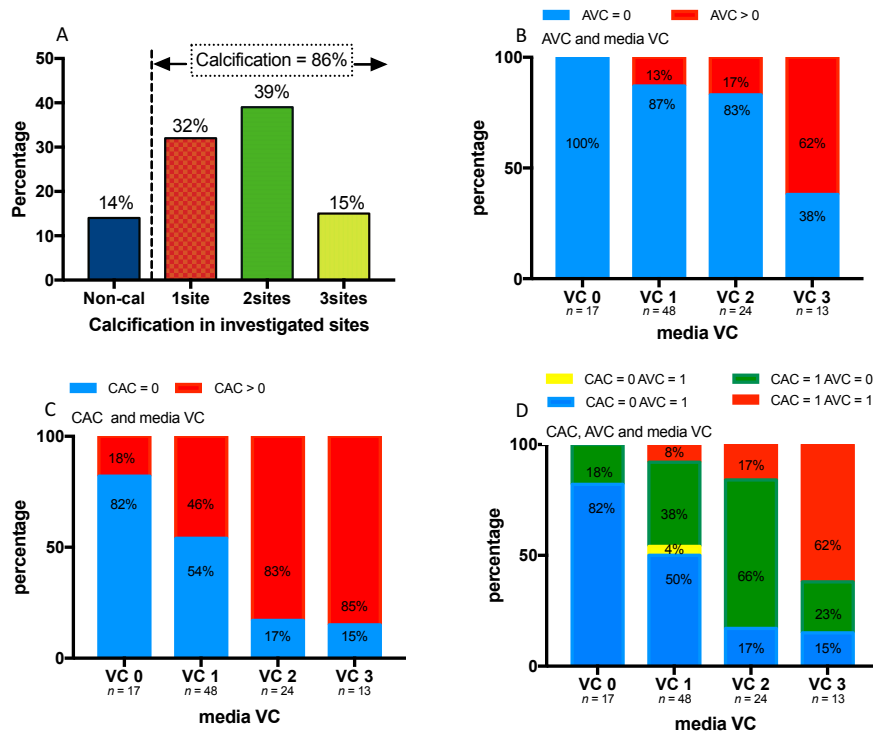 A
Calcification = 86%
Percentage
50
40
30
20
10
0
14%
32%
39%
15%
Non-cal 1site 2sites 3sites
Calcification in investigated sites
AVC = 0 AVC > 0
B
AVC and media VC
percentage
100
50
0
100%
13%
87%
17%
83%
62%
38%
VC 0 VC 1 VC 2 VC 3
n = 17 n = 48 n = 24 n = 13
media VC
CAC = 0 CAC > 0
C
CAC and media VC
percentage
100
50
0
18%
82%
46%
54%
83%
17%
85%
15%
VC 0 VC 1 VC 2 VC 3
n = 17 n = 48 n = 24 n = 13
media VC
CAC = 0 AVC = 1 CAC = 1 AVC = 0
CAC = 0 AVC = 1 CAC = 1 AVC = 1
D
CAC, AVC and media VC
percentage
100
50
0
18%
82%
8%
38%
4%
50%
17%
66%
17%
62%
23%
15%
VC 0 VC 1 VC 2 VC 3
n = 17 n = 48 n = 24 n = 13
media VC